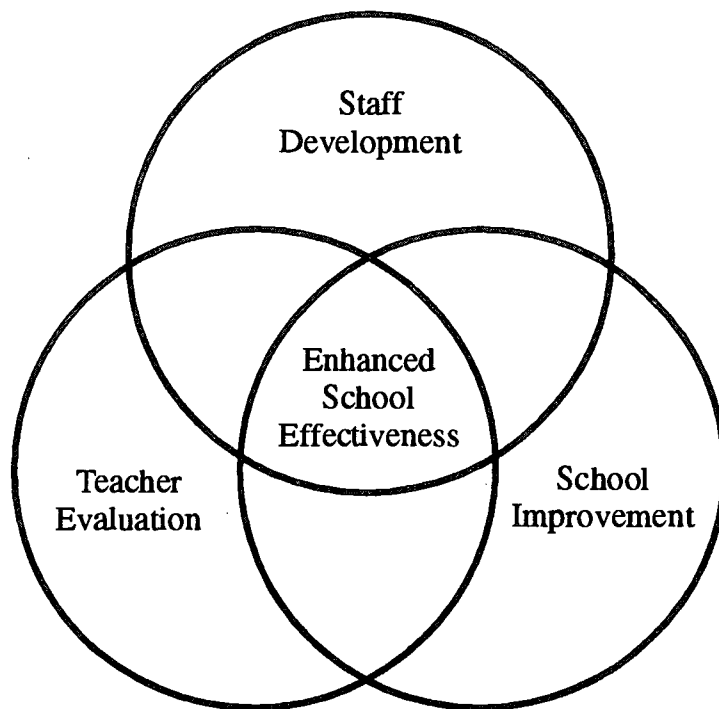 Staff
Development
Enhanced
School
Effectiveness
Teacher
Evaluation
School
Improvement